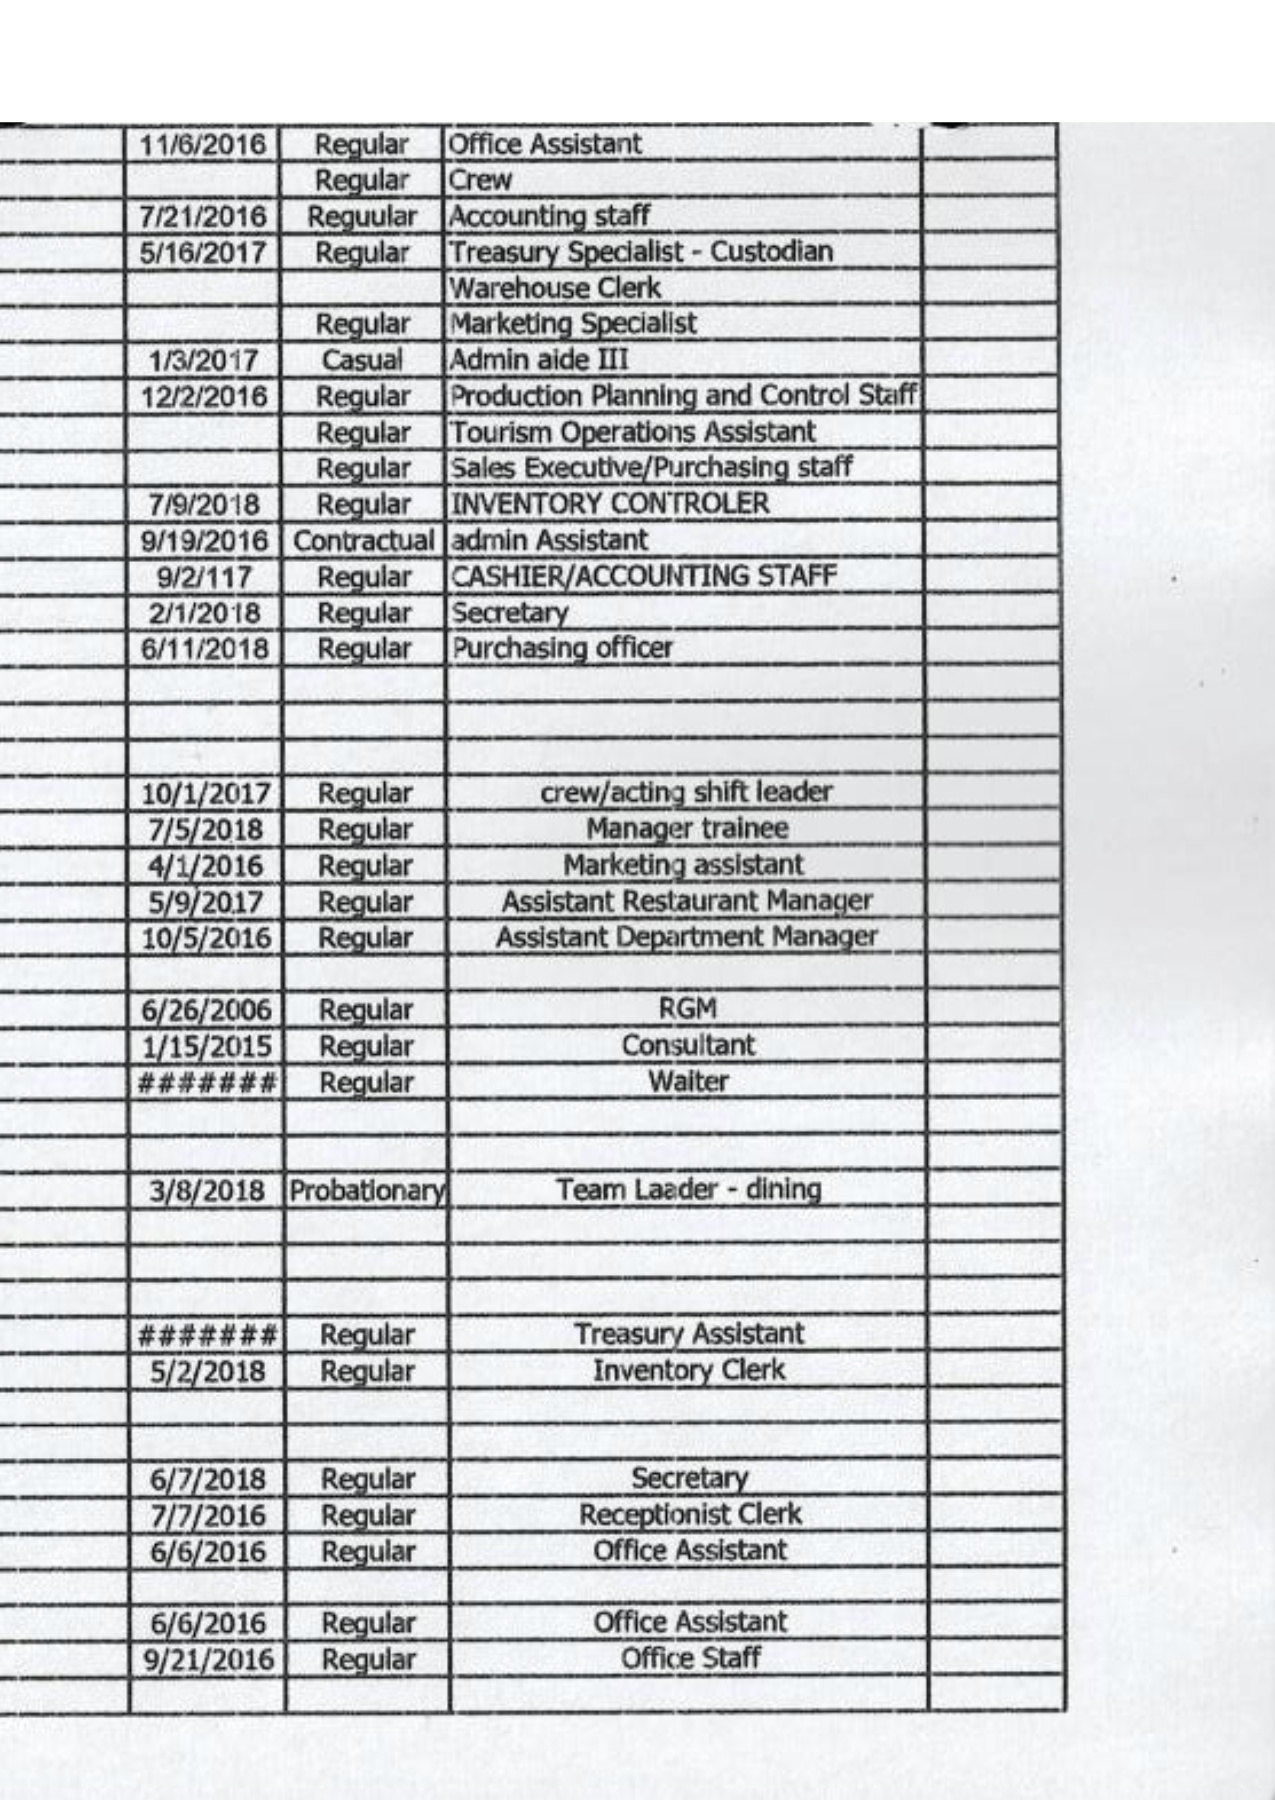 11/6/2016 Regular Office Assistant
Regular Crew
7/21/2016 Reguular Accounting staff
5/16/2017 Regular Treasury Specialist - Custodian
Warehouse Clerk
Regular Marketing Specialist
1/3/2017 Casual Admin aide III
12/2/2016 Regular Production Planning and Control Staff
Regular Tourism Operations Assistant
Regular Sales Executive/Purchasing staff
7/9/2018 Regular INVENTORY CONTROLER
9/19/2016 Contractual admin Assistant
9/2/117 Regular CASHIER/ACCOUNTING STAFF
2/1/2018 Regular Secretary
6/11/2018 Regular Purchasing officer
10/1/2017 Regular crew/acting shift leader
7/5/2018 Regular Manager trainee
4/1/2016 Regular Marketing assistant
5/9/2017 Regular Assistant Restaurant Manager
10/5/2016 Regular Assistant Department Manager
6/26/2006 Regular RGM
1/15/2015 Regular Consultant
####### Regular Waiter
3/8/2018 Probationary Team Laader - dining
####### Regular Treasury Assistant
5/2/2018 Regular Inventory Clerk
6/7/2018 Regular Secretary
7/7/2016 Regular Receptionist Clerk
6/6/2016 Regular Office Assistant
6/6/2016 Regular Office Assistant
9/21/2016 Regular Office Staff